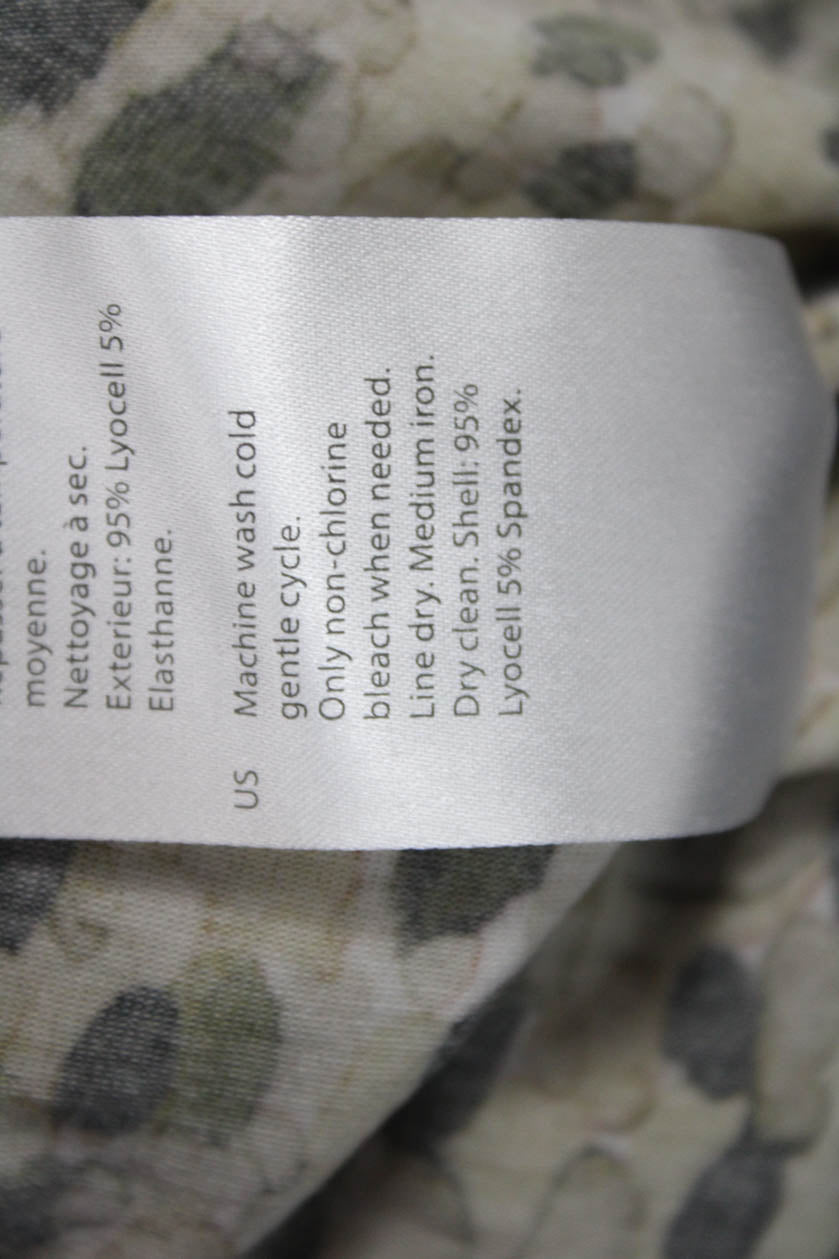 moyenne.
Nettoyage à sec.
Exterieur: 95% Lyocell 5%
Elasthanne.
US Machine wash cold
gentle cycle.
Only non-chlorine
bleach when needed.
Line dry. Medium iron.
Dry clean. Shell: 95%
Lyocell 5% Spandex.